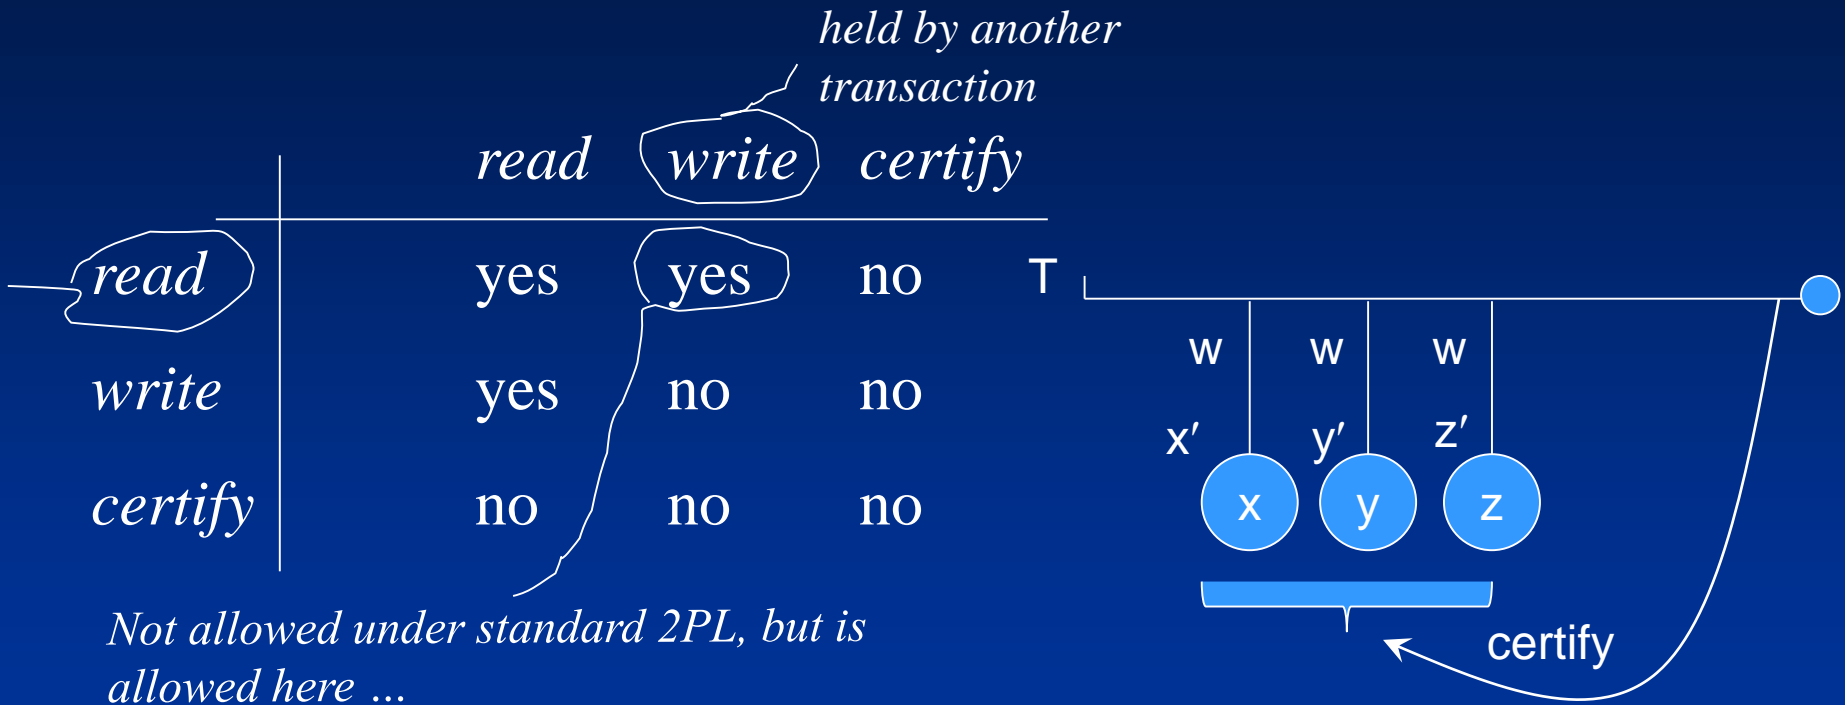 held by another
transaction
read write certify
read yes yes no
write yes no no
certify no no no
Not allowed under standard 2PL, but is
allowed here ...
T
w w w
x′ y′ z′
x y z
certify